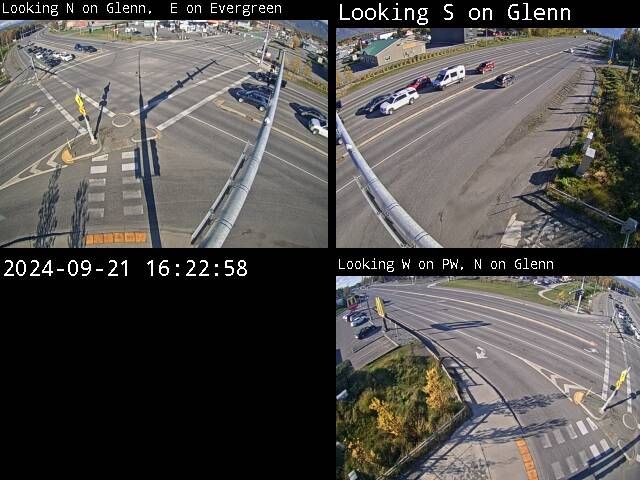 Looking N on Glenn,  E on Evergreen
Looking S on Glenn
2024-09-21 16:22:58
Looking W on PW, N on Glenn